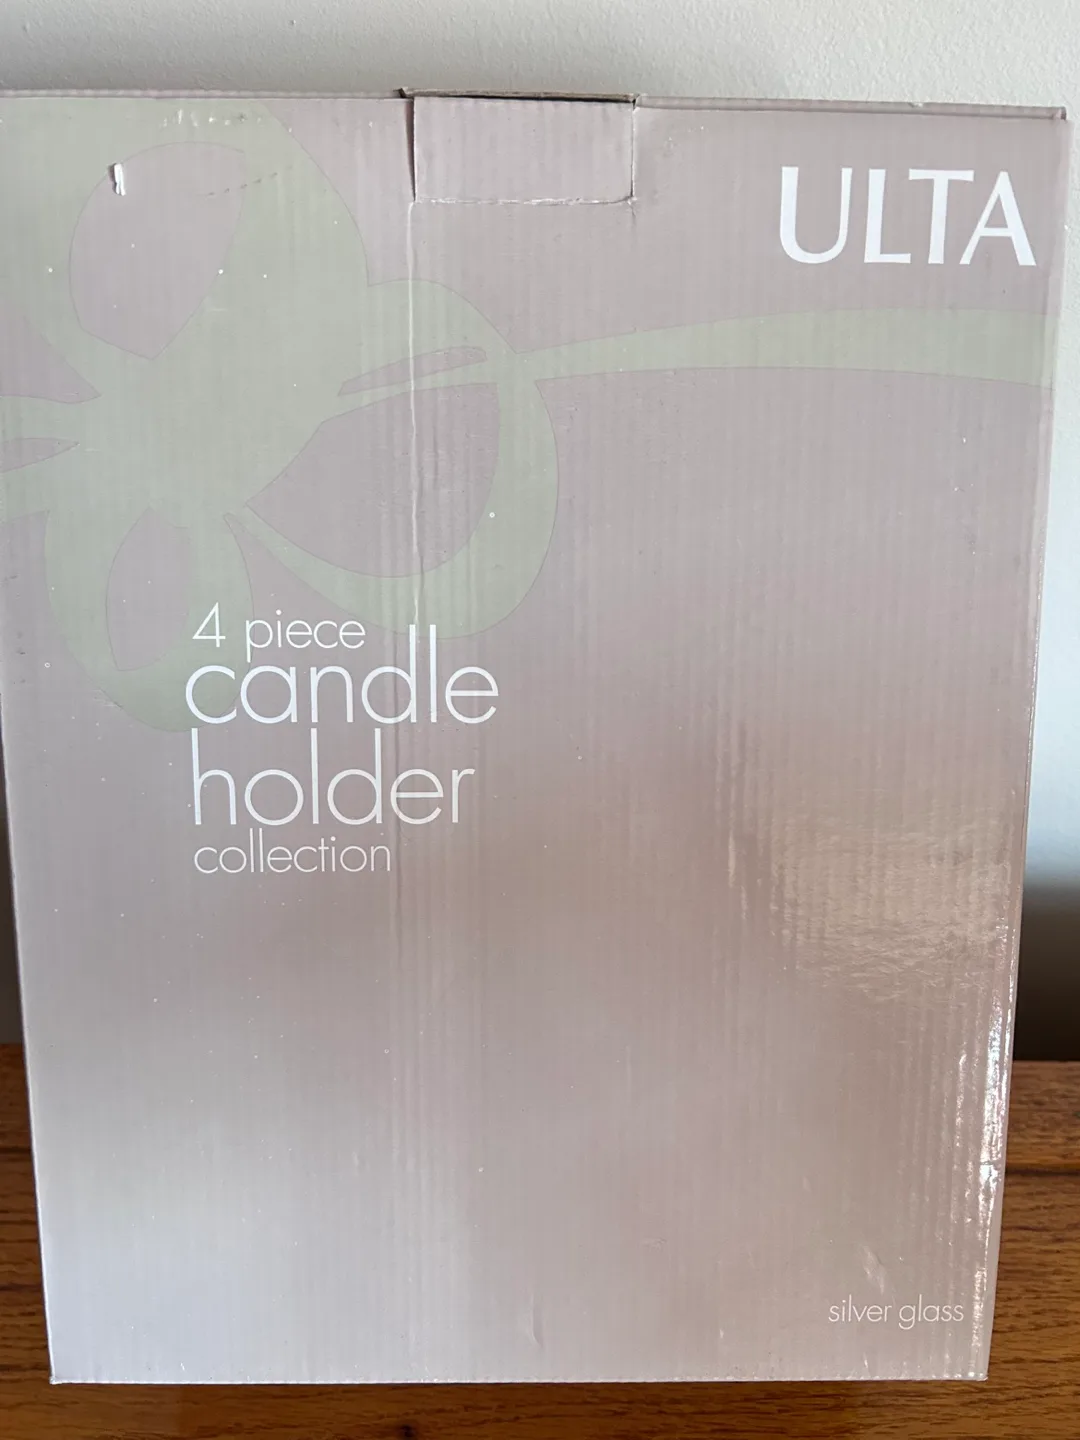 ULTA
4 piece
candle
holder
collection
silver glass